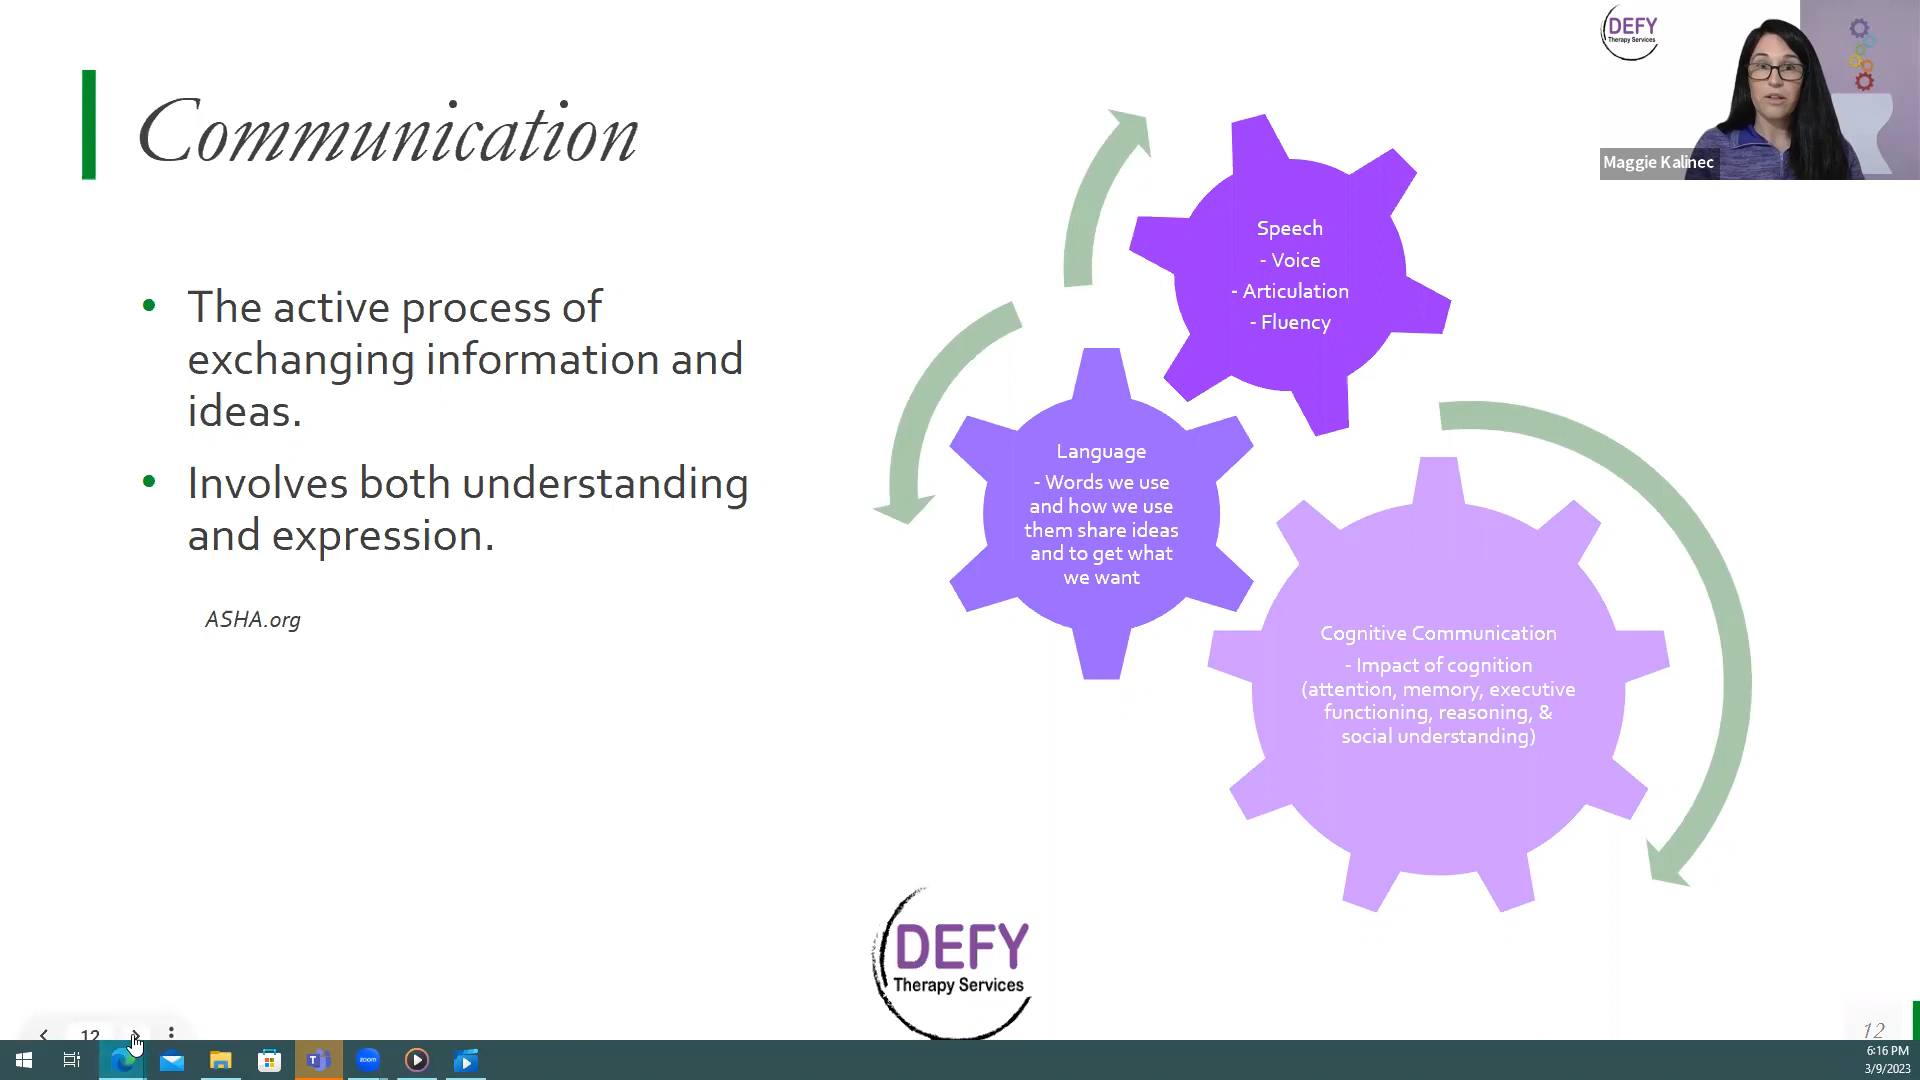 Communication
• The active process of
exchanging information and
ideas.
• Involves both understanding
and expression.
ASHA.org
Speech
- Voice
- Articulation
- Fluency
Language
- Words we use
and how we use
them share ideas
and to get what
we want
Cognitive Communication
- Impact of cognition
(attention, memory, executive
functioning, reasoning, &
social understanding)
DEFY
Therapy Services
Maggie Kalinec
DEFY
Therapy Services
12
12
zoom
6:16 PM
3/9/2023